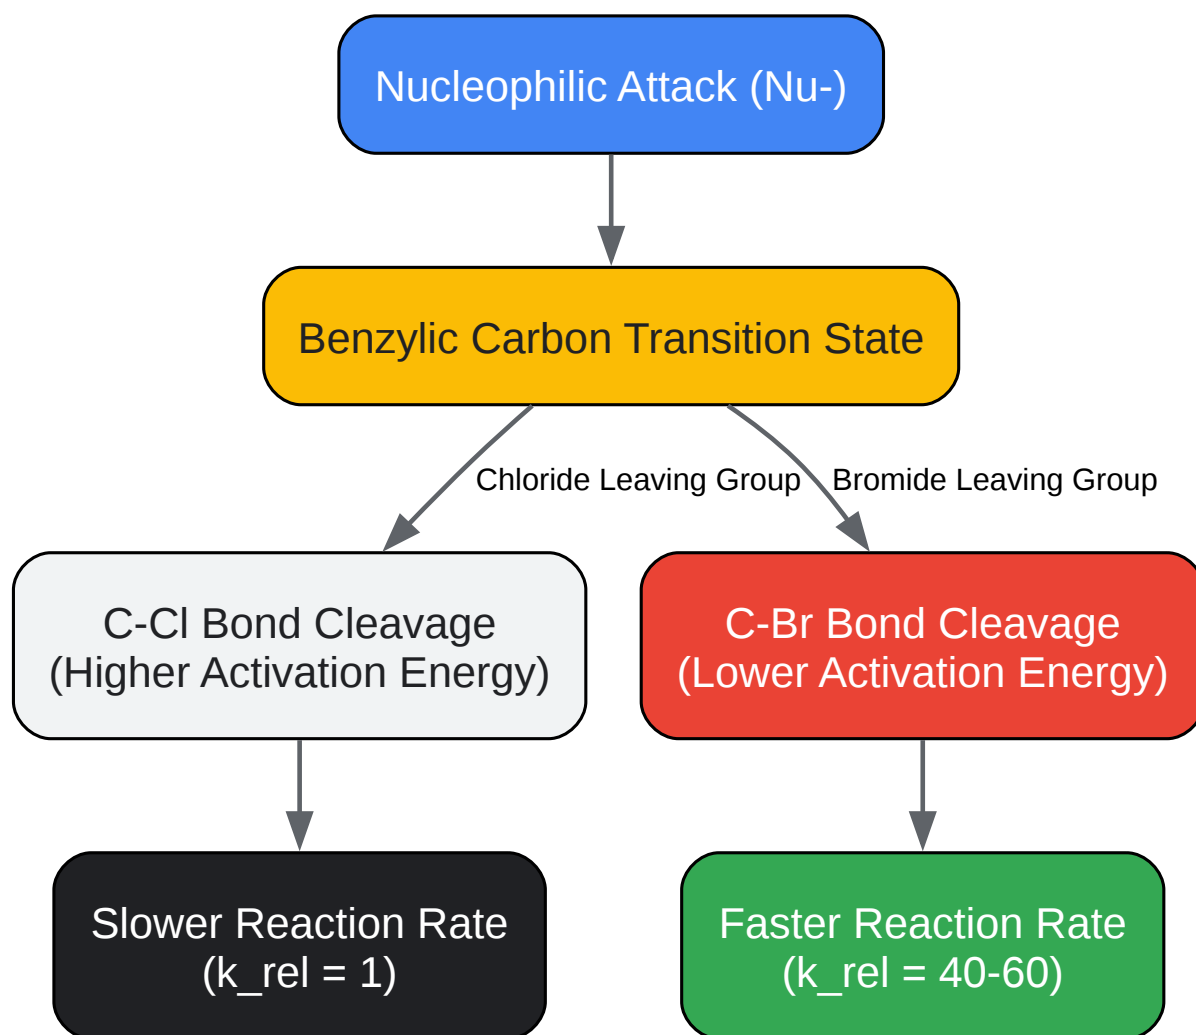 Nucleophilic Attack (Nu-)
Benzylic Carbon Transition State
Chloride Leaving Group
Bromide Leaving Group
C-Cl Bond Cleavage
(Higher Activation Energy)
C-Br Bond Cleavage
(Lower Activation Energy)
Slower Reaction Rate
(k_rel = 1)
Faster Reaction Rate
(k_rel = 40-60)